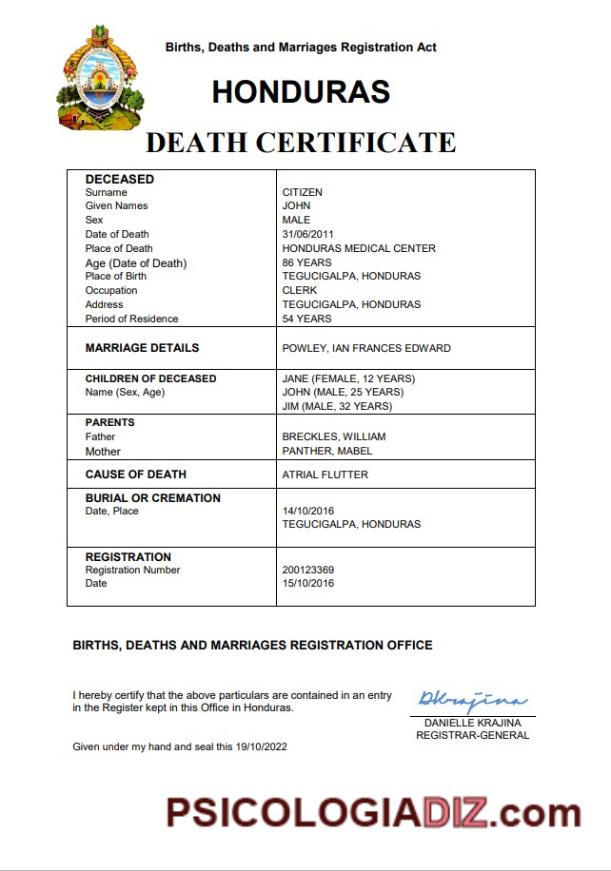 Births, Deaths and Marriages Registration Act
HONDURAS
DEATH CERTIFICATE
DECEASED
Surname CITIZEN
Given Names JOHN
Sex MALE
Date of Death 31/06/2011
Place of Death HONDURAS MEDICAL CENTER
Age (Date of Death) 86 YEARS
Place of Birth TEGUCIGALPA, HONDURAS
Occupation CLERK
Address TEGUCIGALPA, HONDURAS
Period of Residence 54 YEARS
MARRIAGE DETAILS POWLEY, IAN FRANCES EDWARD
CHILDREN OF DECEASED JANE (FEMALE, 12 YEARS)
Name (Sex, Age) JOHN (MALE, 25 YEARS)
JIM (MALE, 32 YEARS)
PARENTS
Father BRECKLES, WILLIAM
Mother PANTHER, MABEL
CAUSE OF DEATH ATRIAL FLUTTER
BURIAL OR CREMATION
Date, Place 14/10/2016
TEGUCIGALPA, HONDURAS
REGISTRATION
Registration Number 200123369
Date 15/10/2016
BIRTHS, DEATHS AND MARRIAGES REGISTRATION OFFICE
I hereby certify that the above particulars are contained in an entry
in the Register kept in this Office in Honduras.
DKrajina
DANIELLE KRAJINA
REGISTRAR-GENERAL
Given under my hand and seal this 19/10/2022
PSICOLOGIADIZ.com